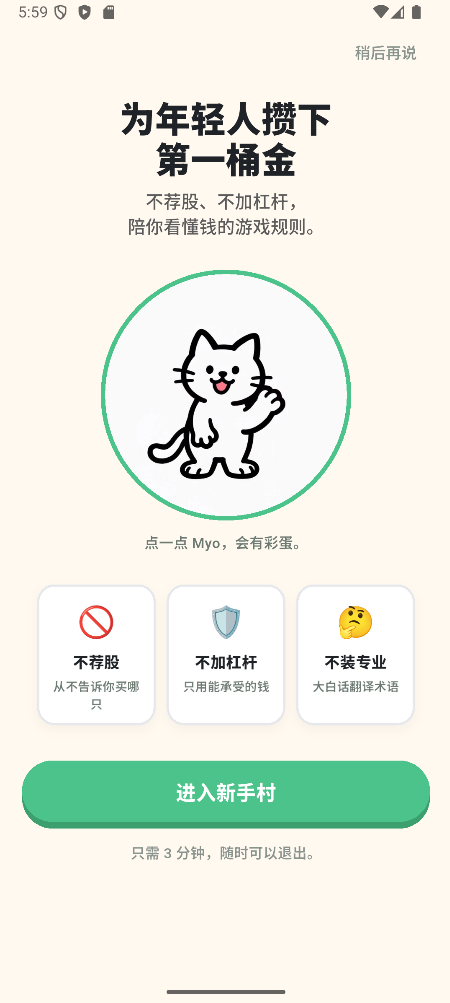 5:59
稍后再说
为年轻人攒下
第一桶金
不荐股、不加杠杆，
陪你看懂钱的游戏规则。
点一点 Myo，会有彩蛋。
不荐股
从不告诉你买哪
只
不加杠杆
只用能承受的钱
不装专业
大白话翻译术语
进入新手村
只需 3 分钟，随时可以退出。